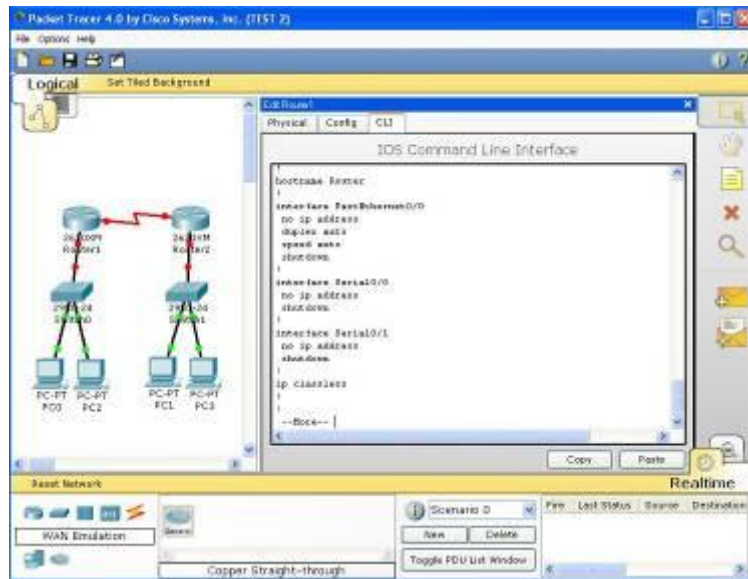 Packet Tracer 4.0 by Cisco Systems, Inc. (TEST 2)
File Options Help
Logical
Set Tiled Background
Edit Router1
Physical Config CLI
IOS Command Line Interface
!
hostname Router
!
interface FastEthernet0/0
no ip address
duplex auto
speed auto
shutdown
!
interface Serial0/0
no ip address
shutdown
!
interface Serial0/1
no ip address
shutdown
!
ip classless
!
!
--More--
Copy Paste
Router1
Router2
PC-PT
PC0
PC-PT
PC2
PC-PT
PC1
PC-PT
PC3
Reset Network
Realtime
WAN Emulation
Generic
Copper Straight-through
Scenario 0
New Delete
Toggle PDU List Window
Fire Last Status Source Destination